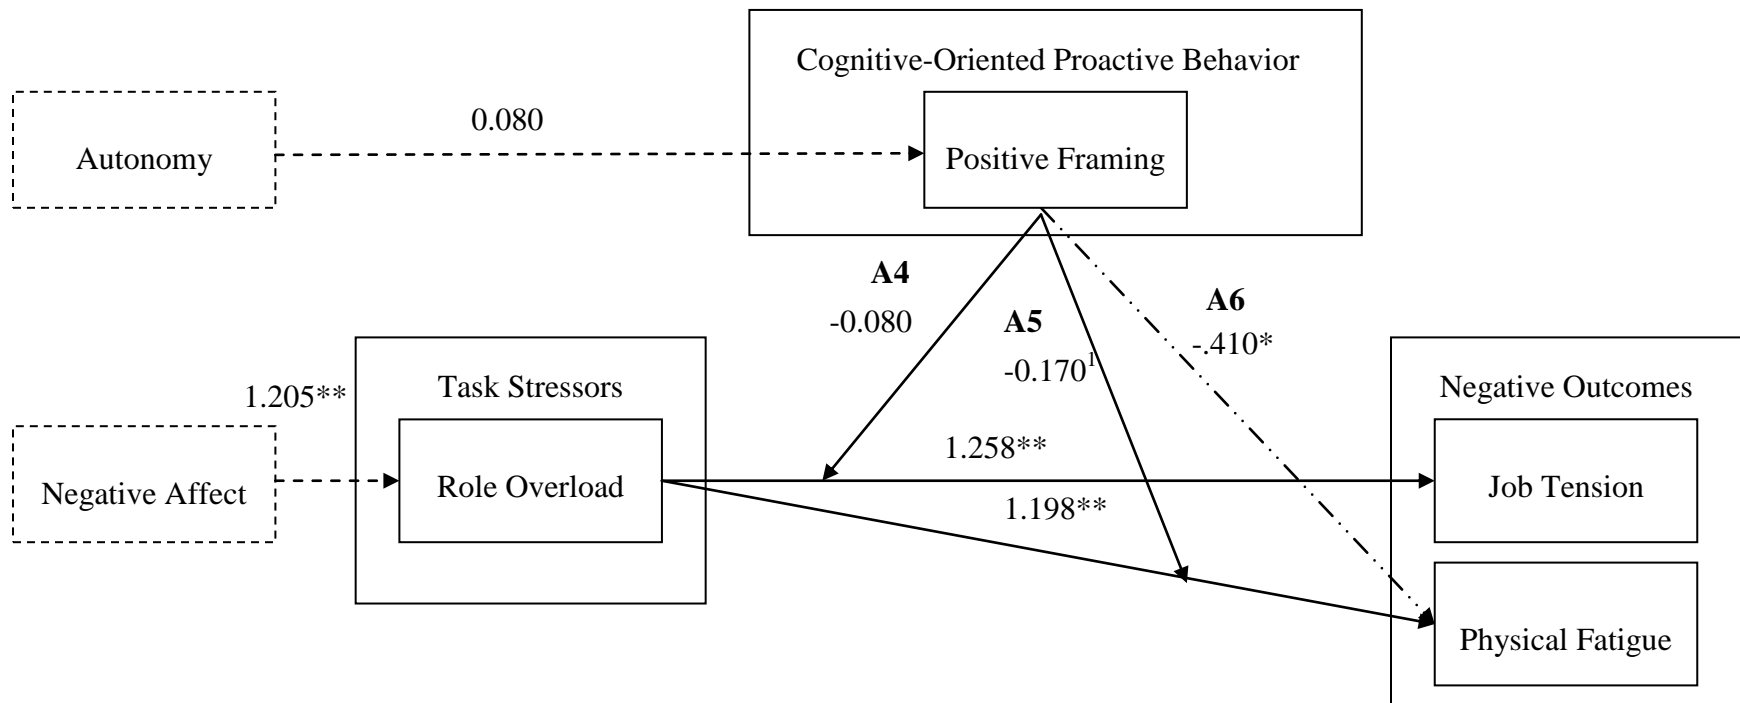 Cognitive-Oriented Proactive Behavior
0.080
Autonomy
Positive Framing
A4
-0.080
A5
-0.170¹
A6
-.410*
1.205**
Task Stressors
Negative Outcomes
Negative Affect
Role Overload
1.258**
Job Tension
1.198**
Physical Fatigue